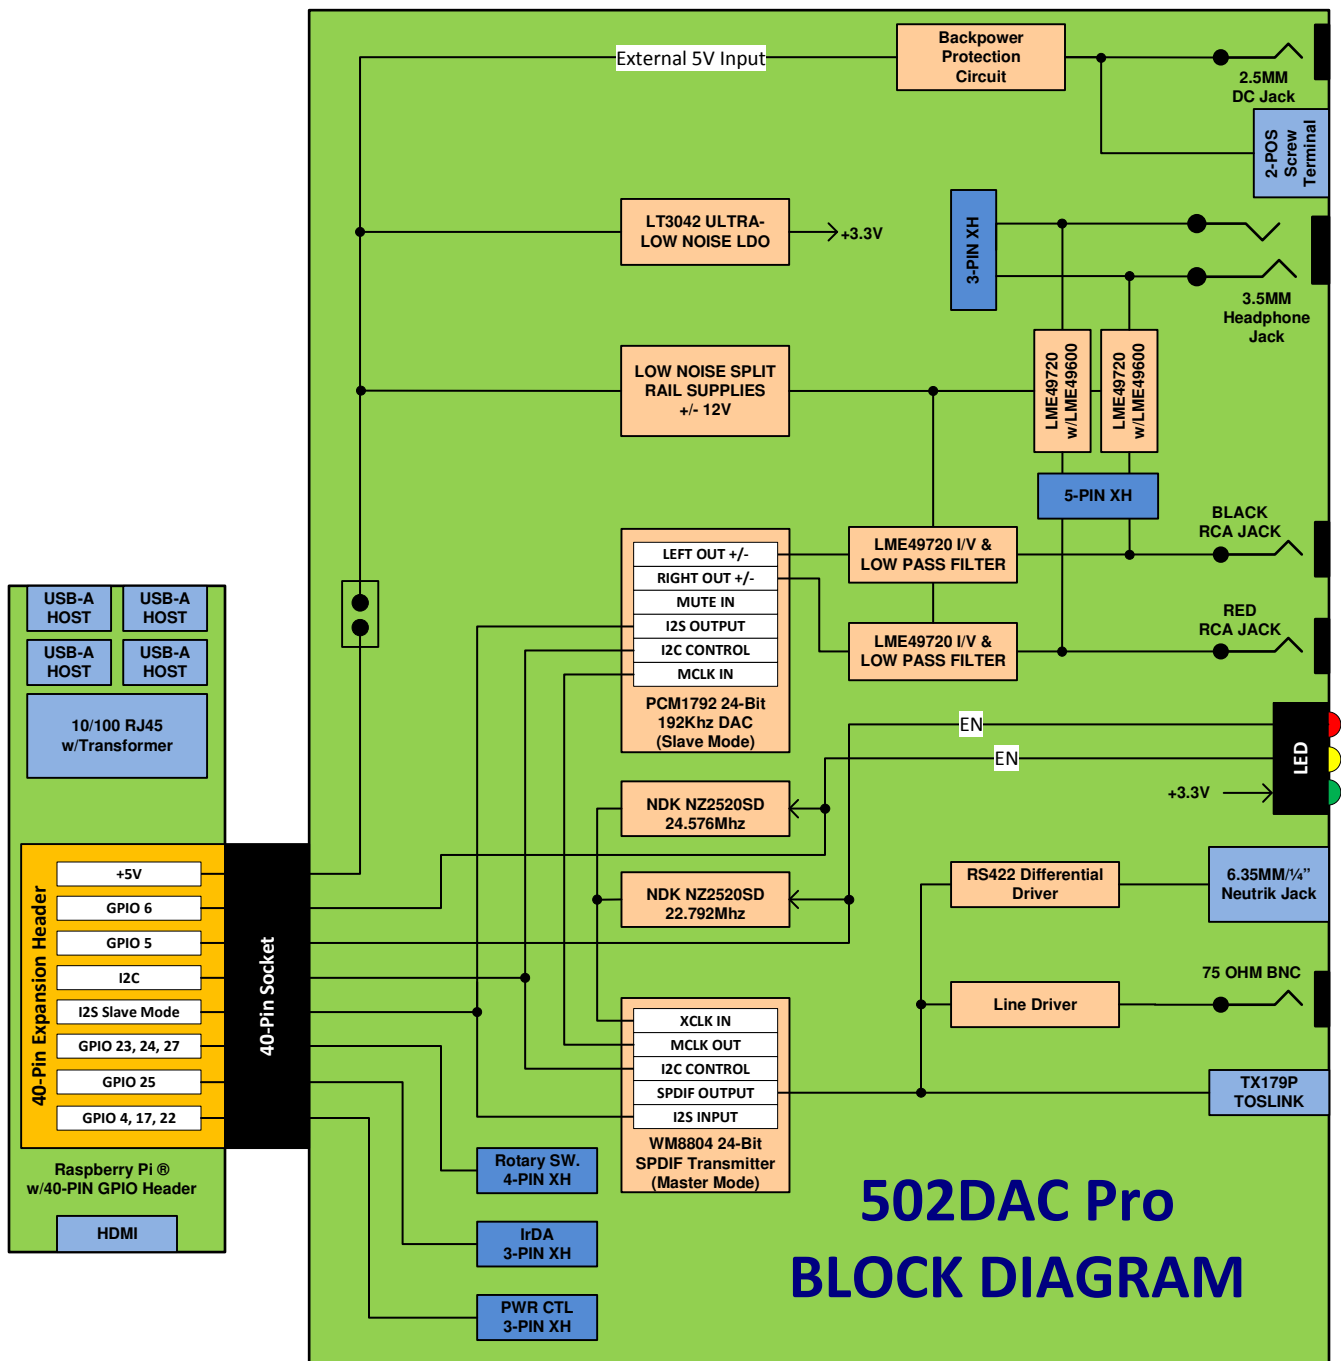 External 5V Input
Backpower
Protection
Circuit
2.5MM
DC Jack
2-POS
Screw
Terminal
LT3042 ULTRA-
LOW NOISE LDO
+3.3V
3-PIN XH
3.5MM
Headphone
Jack
LOW NOISE SPLIT
RAIL SUPPLIES
+/- 12V
LME49720
w/LME49600
LME49720
w/LME49600
5-PIN XH
BLACK
RCA JACK
LEFT OUT +/-
RIGHT OUT +/-
MUTE IN
I2S OUTPUT
I2C CONTROL
MCLK IN
PCM1792 24-Bit
192Khz DAC
(Slave Mode)
LME49720 I/V &
LOW PASS FILTER
LME49720 I/V &
LOW PASS FILTER
RED
RCA JACK
USB-A
HOST
USB-A
HOST
USB-A
HOST
USB-A
HOST
10/100 RJ45
w/Transformer
EN
EN
LED
+3.3V
NDK NZ2520SD
24.576Mhz
NDK NZ2520SD
22.792Mhz
RS422 Differential
Driver
6.35MM/¼”
Neutrik Jack
40-Pin Expansion Header
+5V
GPIO 6
GPIO 5
I2C
I2S Slave Mode
GPIO 23, 24, 27
GPIO 25
GPIO 4, 17, 22
40-Pin Socket
75 OHM BNC
Line Driver
XCLK IN
MCLK OUT
I2C CONTROL
SPDIF OUTPUT
I2S INPUT
WM8804 24-Bit
SPDIF Transmitter
(Master Mode)
TX179P
TOSLINK
Raspberry Pi ®
w/40-PIN GPIO Header
HDMI
Rotary SW.
4-PIN XH
IrDA
3-PIN XH
PWR CTL
3-PIN XH
502DAC Pro
BLOCK DIAGRAM